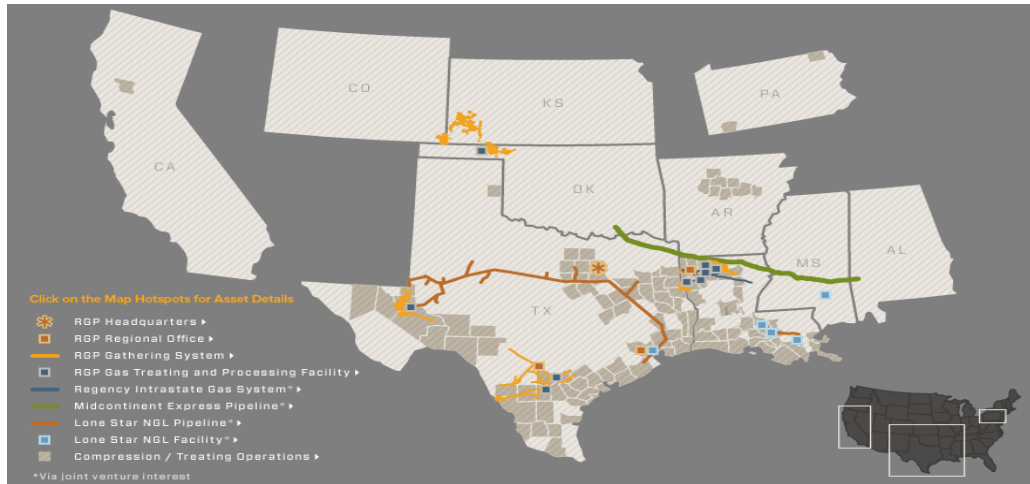 CO
KS
PA
CA
OK
AR
MS
AL
TX
LA
Click on the Map Hotspots for Asset Details
RGP Headquarters ▸
RGP Regional Office ▸
RGP Gathering System ▸
RGP Gas Treating and Processing Facility ▸
Regency Intrastate Gas System* ▸
Midcontinent Express Pipeline* ▸
Lone Star NGL Pipeline* ▸
Lone Star NGL Facility* ▸
Compression / Treating Operations ▸
*Via joint venture interest